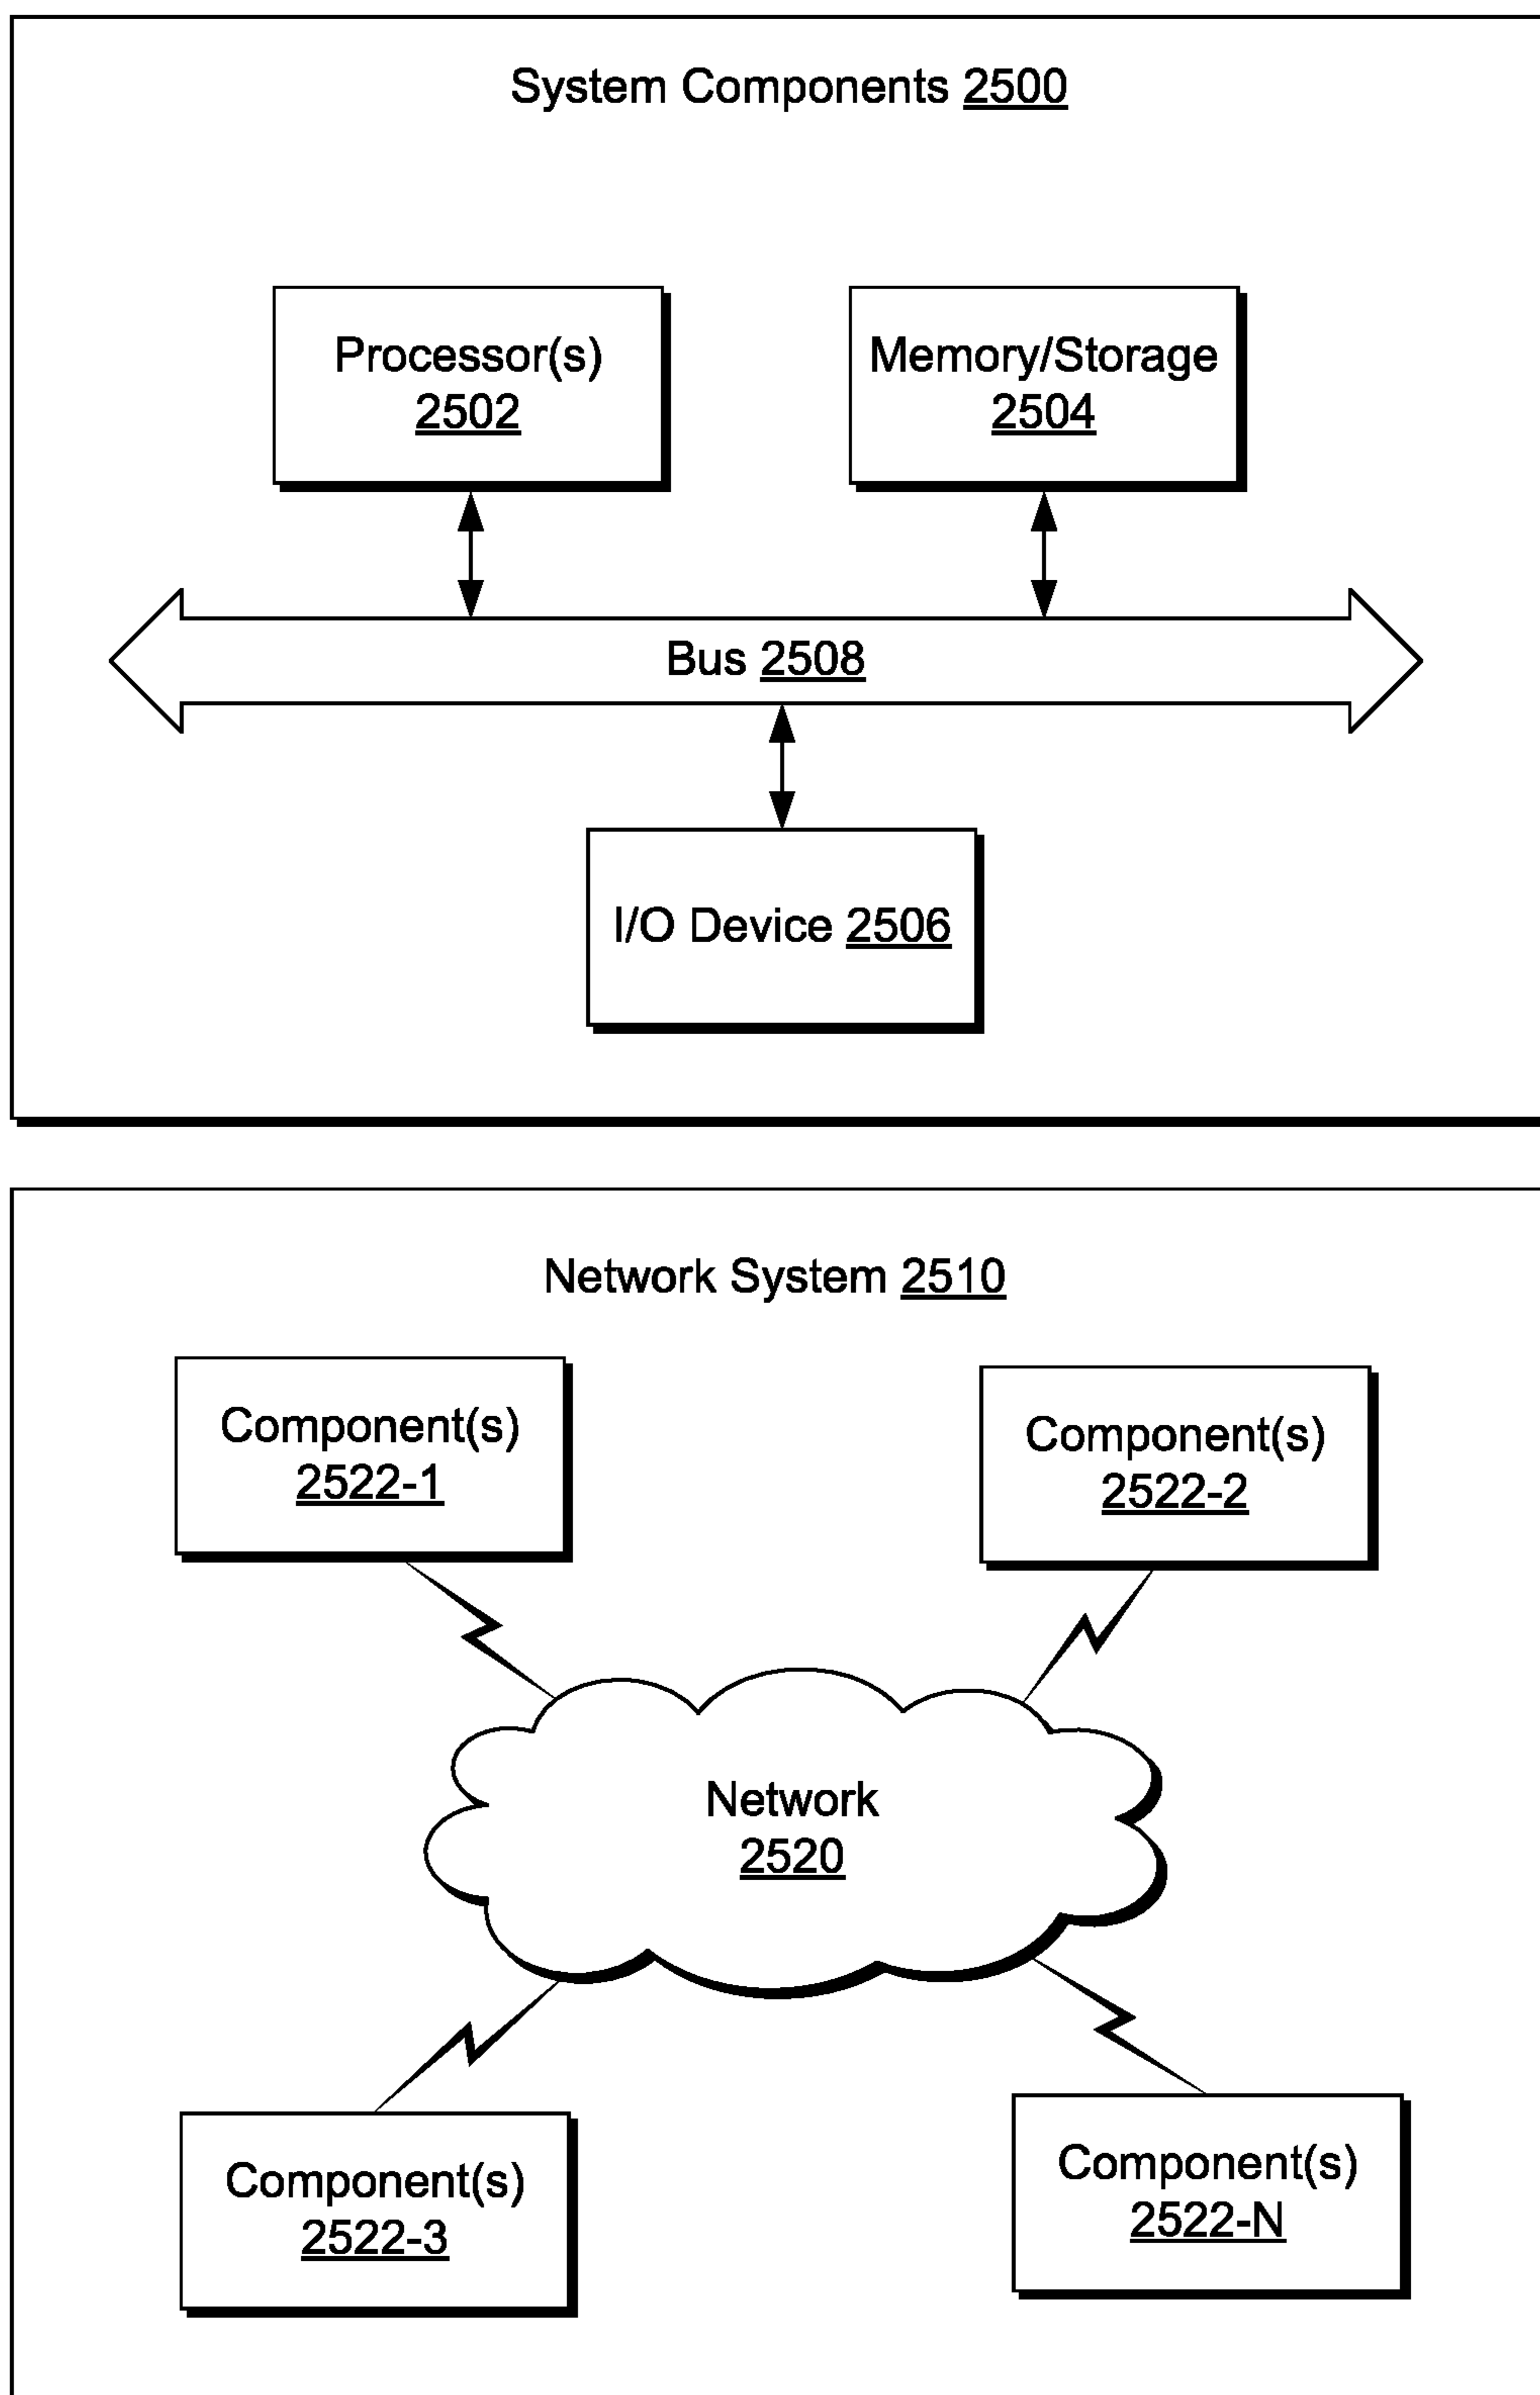 System Components 2500
Processor(s)
2502
Memory/Storage
2504
Bus 2508
I/O Device 2506
Network System 2510
Component(s)
2522-1
Component(s)
2522-2
Network
2520
Component(s)
2522-3
Component(s)
2522-N